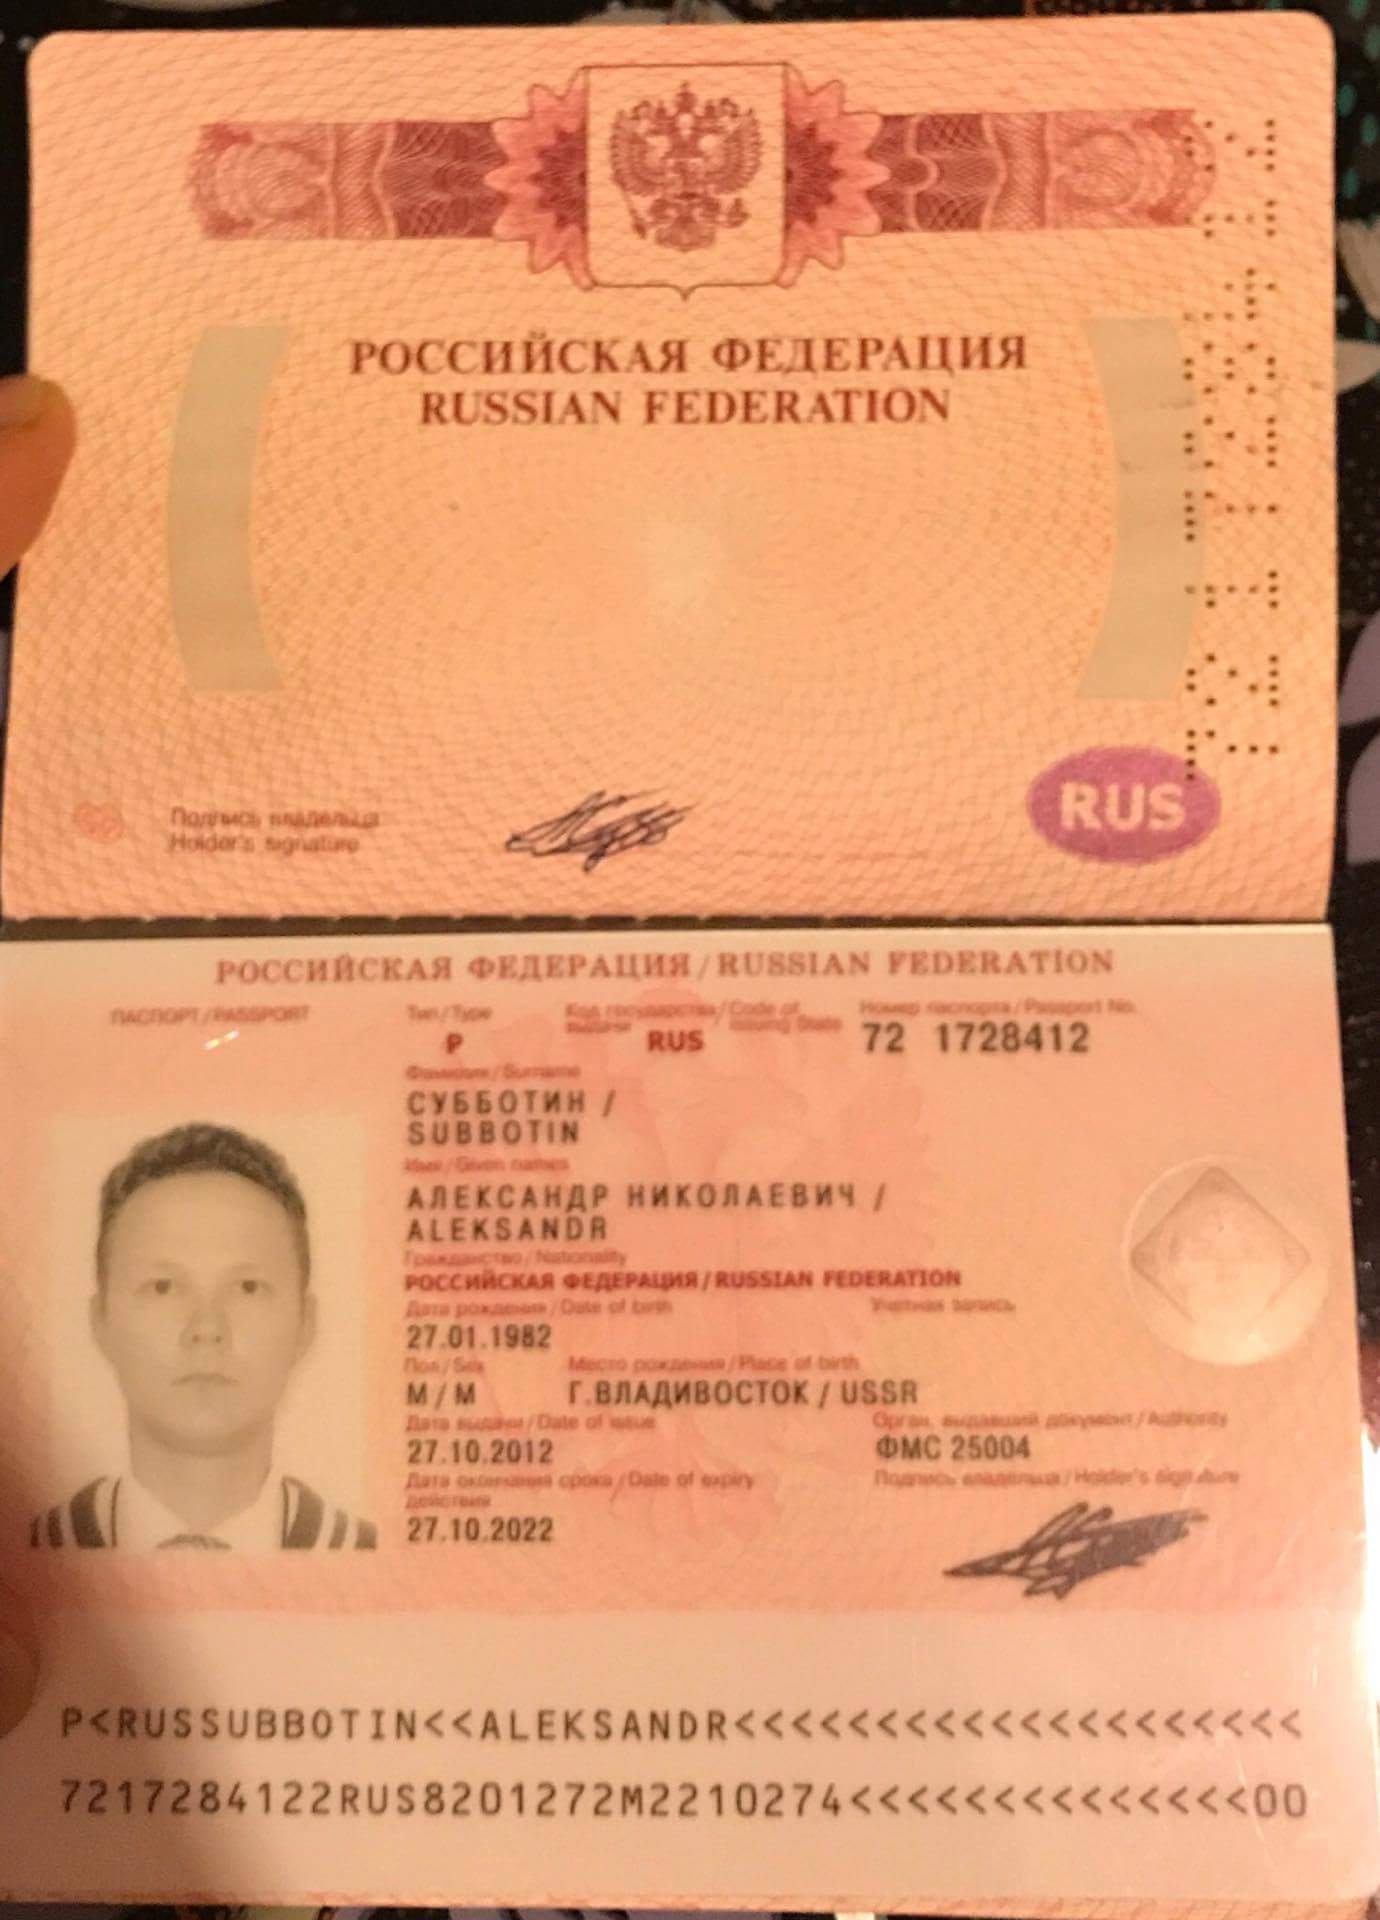 РОССИЙСКАЯ ФЕДЕРАЦИЯ
RUSSIAN FEDERATION
72 1728412
Подпись владельца
Holder's signature
RUS
РОССИЙСКАЯ ФЕДЕРАЦИЯ / RUSSIAN FEDERATION
ПАСПОРТ / PASSPORT
Тип / Type
Код государства / Code of
выдачи issuing State
Номер паспорта / Passport No.
P RUS 72 1728412
Фамилия / Surname
СУББОТИН /
SUBBOTIN
Имя / Given names
АЛЕКСАНДР НИКОЛАЕВИЧ /
ALEKSANDR
Гражданство / Nationality
РОССИЙСКАЯ ФЕДЕРАЦИЯ / RUSSIAN FEDERATION
Дата рождения / Date of birth Учетная запись
27.01.1982
Пол / Sex Место рождения / Place of birth
М / M Г.ВЛАДИВОСТОК / USSR
Дата выдачи / Date of issue Орган, выдавший документ / Authority
27.10.2012 ФМС 25004
Дата окончания срока / Date of expiry Подпись владельца / Holder's signature
действия
27.10.2022
P<RUSSUBBOTIN<<ALEKSANDR<<<<<<<<<<<<<<<<<<<<
7217284122RUS8201272M2210274<<<<<<<<<<<<<<00